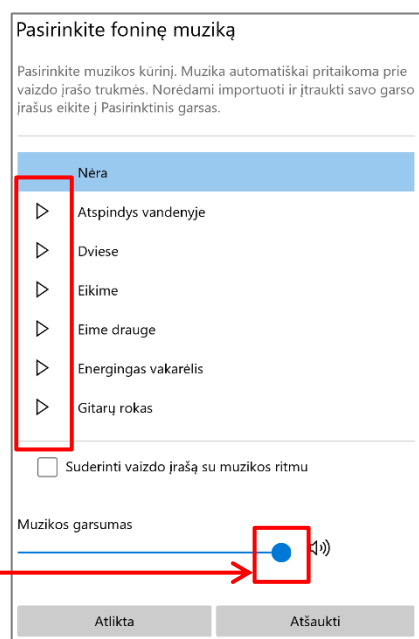 Pasirinkite foninę muziką
Pasirinkite muzikos kūrinį. Muzika automatiškai pritaikoma prie
vaizdo įrašo trukmės. Norėdami importuoti ir įtraukti savo garso
įrašus eikite į Pasirinktinis garsas.
Nėra
Atspindys vandenyje
Dviese
Eikime
Eime drauge
Energingas vakarėlis
Gitarų rokas
Suderinti vaizdo įrašą su muzikos ritmu
Muzikos garsumas
Atlikta
Atšaukti